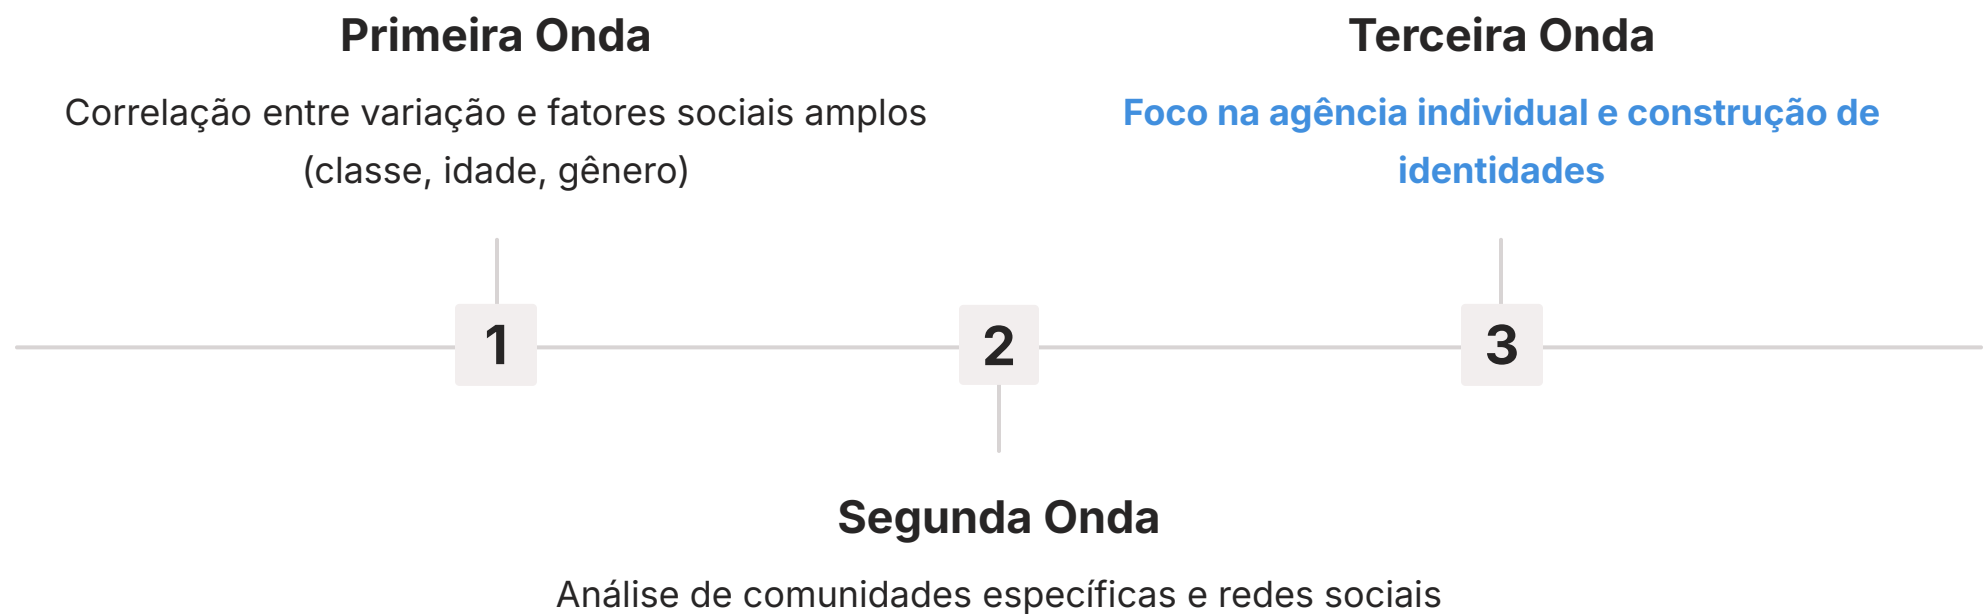 Primeira Onda
Correlação entre variação e fatores sociais amplos
(classe, idade, gênero)
Terceira Onda
Foco na agência individual e construção de
identidades
1
2
3
Segunda Onda
Análise de comunidades específicas e redes sociais